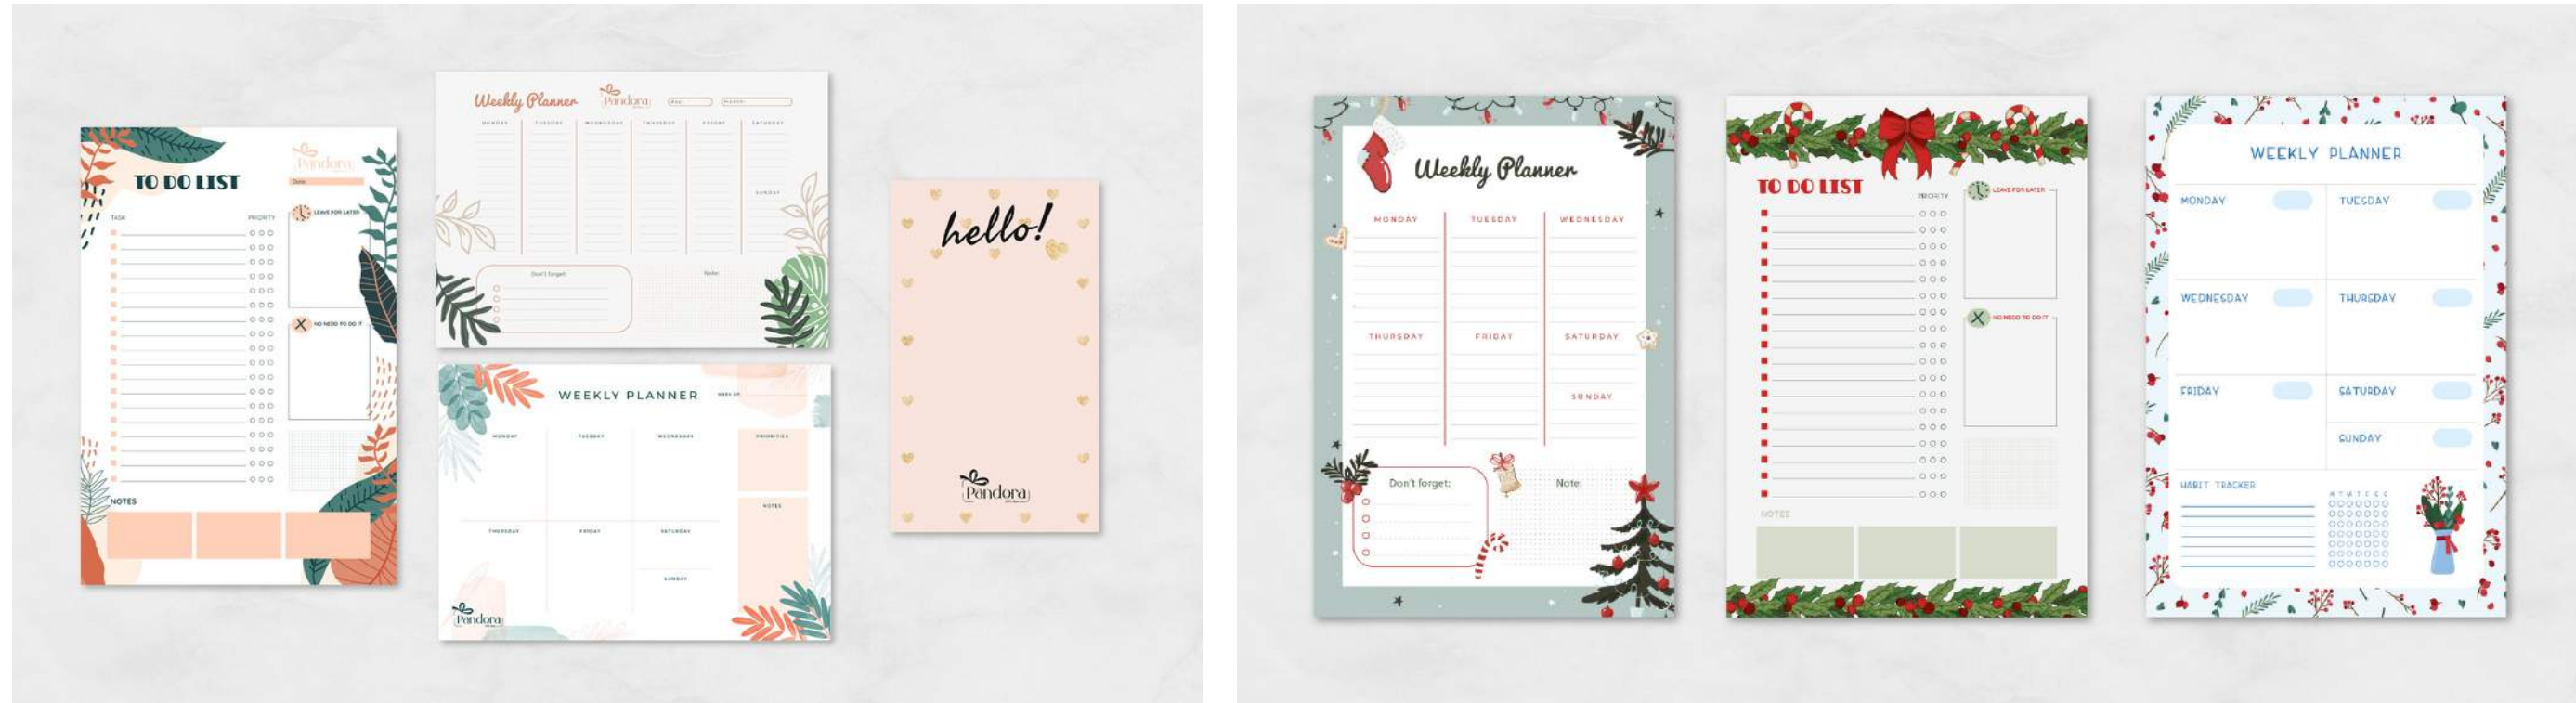 TO DO LIST
Pandora
Date:
TASK
PRIORITY
LEAVE FOR LATER
NO NEED TO DO IT
NOTES
Weekly Planner
Pandora
MONDAY TUESDAY WEDNESDAY THURSDAY FRIDAY SATURDAY
SUNDAY
Don't forget:
Note:
WEEKLY PLANNER
WEEK OF
MONDAY TUESDAY WEDNESDAY PRIORITIES
NOTES
THURSDAY FRIDAY SATURDAY
SUNDAY
Pandora
hello!
Pandora
Weekly Planner
MONDAY TUESDAY WEDNESDAY
THURSDAY FRIDAY SATURDAY
SUNDAY
Don't forget:
Note:
TO DO LIST
PRIORITY
LEAVE FOR LATER
NO NEED TO DO IT
NOTES
WEEKLY PLANNER
MONDAY TUESDAY
WEDNESDAY THURSDAY
FRIDAY SATURDAY
SUNDAY
HABIT TRACKER
M T W T F S S